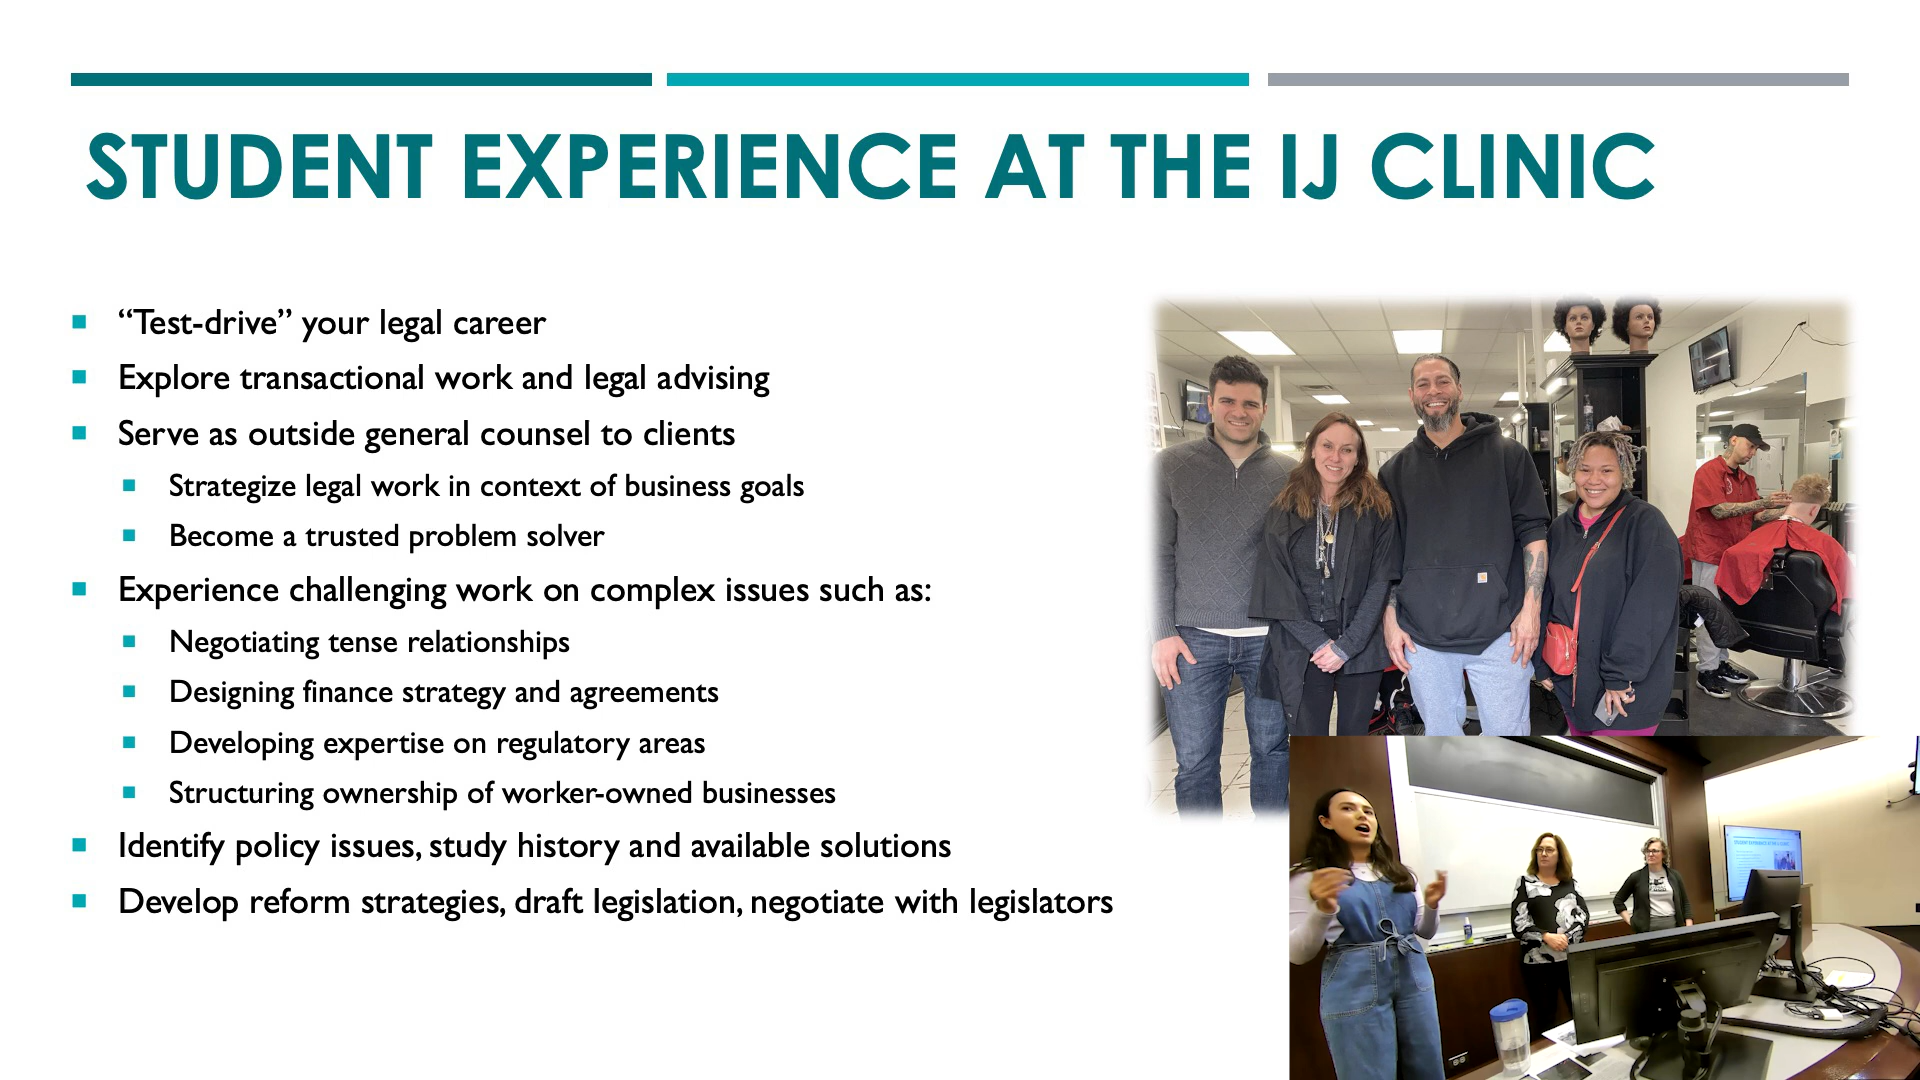 STUDENT EXPERIENCE AT THE IJ CLINIC
“Test-drive” your legal career
Explore transactional work and legal advising
Serve as outside general counsel to clients
Strategize legal work in context of business goals
Become a trusted problem solver
Experience challenging work on complex issues such as:
Negotiating tense relationships
Designing finance strategy and agreements
Developing expertise on regulatory areas
Structuring ownership of worker-owned businesses
Identify policy issues, study history and available solutions
Develop reform strategies, draft legislation, negotiate with legislators